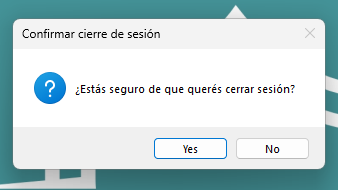 Confirmar cierre de sesión
¿Estás seguro de que querés cerrar sesión?
Yes
No